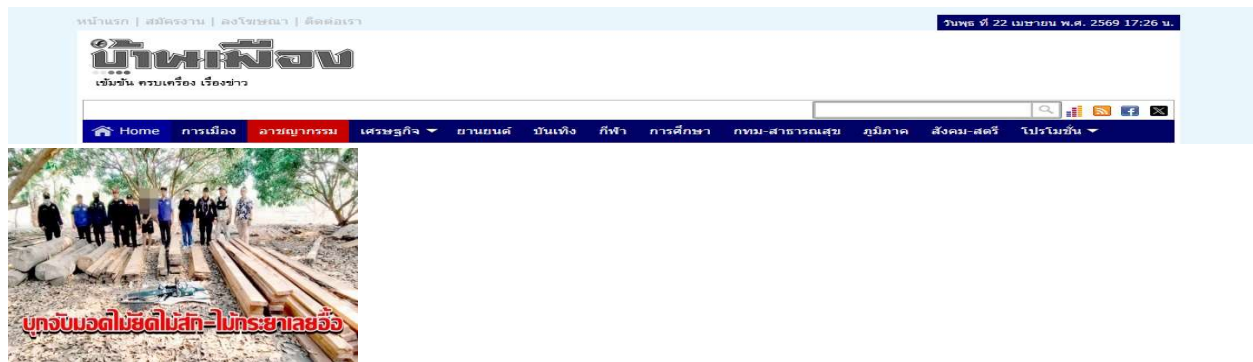 หน้าแรก | สมัครงาน | ลงโฆษณา | ติดต่อเรา
วันพุธ ที่ 22 เมษายน พ.ศ. 2569 17:26 น.
บ้านเมือง
เข้มข้น ครบเครื่อง เรื่องข่าว
Home การเมือง อาชญากรรม เศรษฐกิจ ยานยนต์ บันเทิง กีฬา การศึกษา กทม-สาธารณสุข ภูมิภาค สังคม-สตรี โปรโมชั่น
บุกจับมอดไม้ยึดไม้สัก-ไม้กระยาเลยอื้อ